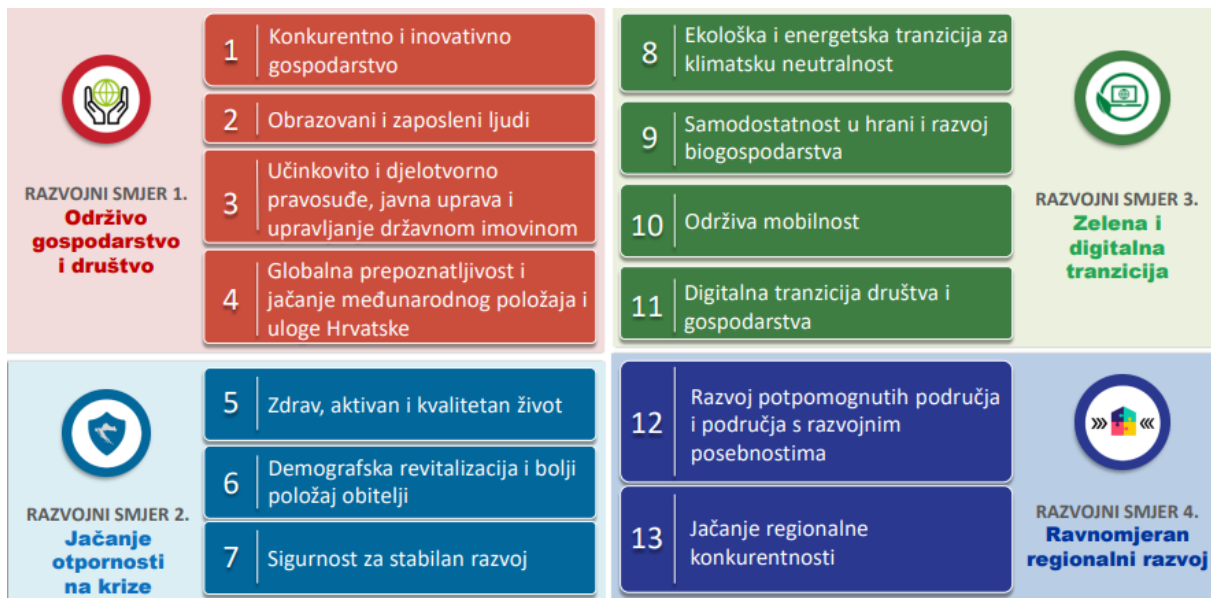 RAZVOJNI SMJER 1.
Održivo
gospodarstvo
i društvo
1
Konkurentno i inovativno
gospodarstvo
2
Obrazovani i zaposleni ljudi
3
Učinkovito i djelotvorno
pravosuđe, javna uprava i
upravljanje državnom imovinom
4
Globalna prepoznatljivost i
jačanje međunarodnog položaja i
uloge Hrvatske
8
Ekološka i energetska tranzicija za
klimatsku neutralnost
9
Samodostatnost u hrani i razvoj
biogospodarstva
10
Održiva mobilnost
11
Digitalna tranzicija društva i
gospodarstva
RAZVOJNI SMJER 3.
Zelena i
digitalna
tranzicija
RAZVOJNI SMJER 2.
Jačanje
otpornosti
na krize
5
Zdrav, aktivan i kvalitetan život
6
Demografska revitalizacija i bolji
položaj obitelji
7
Sigurnost za stabilan razvoj
12
Razvoj potpomognutih područja
i područja s razvojnim
posebnostima
13
Jačanje regionalne
konkurentnosti
RAZVOJNI SMJER 4.
Ravnomjeran
regionalni razvoj